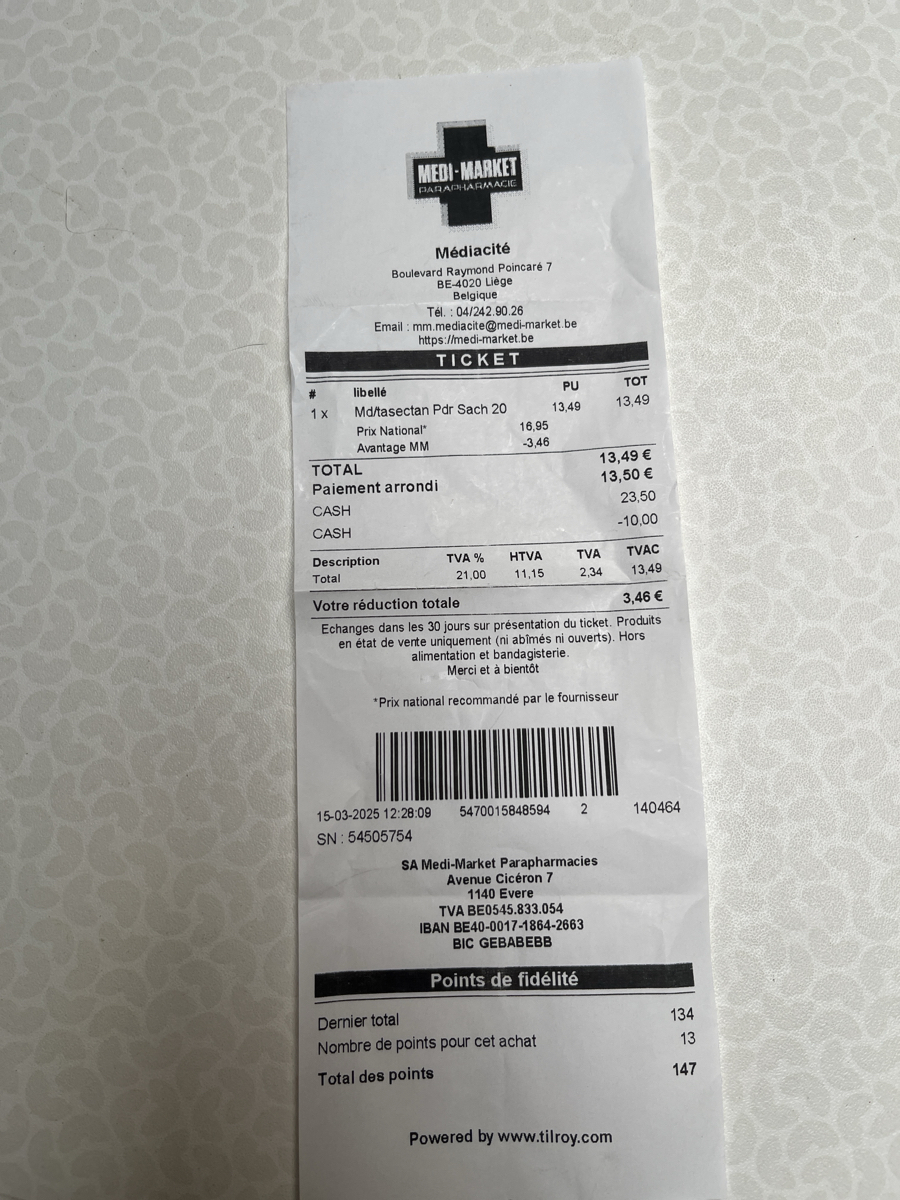 MEDI-MARKET
PARAPHARMACIE
Médiacité
Boulevard Raymond Poincaré 7
BE-4020 Liège
Belgique
Tél. : 04/242.90.26
Email : mm.mediacite@medi-market.be
https://medi-market.be
TICKET
# libellé PU TOT
1 x Md/tasectan Pdr Sach 20 13,49 13,49
Prix National* 16,95
Avantage MM -3,46
TOTAL 13,49 €
Paiement arrondi 13,50 €
CASH 23,50
CASH -10,00
Description TVA % HTVA TVA TVAC
Total 21,00 11,15 2,34 13,49
Votre réduction totale 3,46 €
Echanges dans les 30 jours sur présentation du ticket. Produits
en état de vente uniquement (ni abîmés ni ouverts). Hors
alimentation et bandagisterie.
Merci et à bientôt
*Prix national recommandé par le fournisseur
15-03-2025 12:28:09 5470015848594 2 140464
SN : 54505754
SA Medi-Market Parapharmacies
Avenue Cicéron 7
1140 Evere
TVA BE0545.833.054
IBAN BE40-0017-1864-2663
BIC GEBABEBB
Points de fidélité
Dernier total 134
Nombre de points pour cet achat 13
Total des points 147
Powered by www.tilroy.com